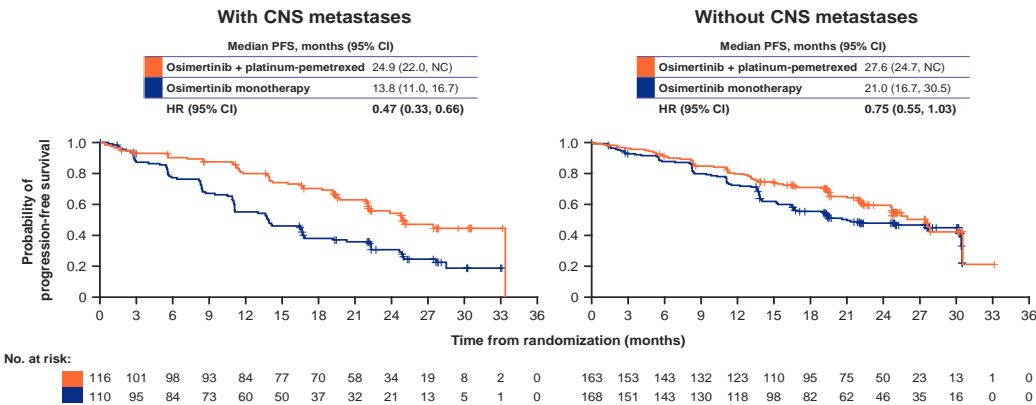 With CNS metastases
Median PFS, months (95% CI)
Osimertinib + platinum-pemetrexed 24.9 (22.0, NC)
Osimertinib monotherapy 13.8 (11.0, 16.7)
HR (95% CI) 0.47 (0.33, 0.66)
Without CNS metastases
Median PFS, months (95% CI)
Osimertinib + platinum-pemetrexed 27.6 (24.7, NC)
Osimertinib monotherapy 21.0 (16.7, 30.5)
HR (95% CI) 0.75 (0.55, 1.03)
Probability of
progression-free survival
1.0
0.8
0.6
0.4
0.2
0
0 3 6 9 12 15 18 21 24 27 30 33 36
1.0
0.8
0.6
0.4
0.2
0
0 3 6 9 12 15 18 21 24 27 30 33 36
Time from randomization (months)
No. at risk:
116 101 98 93 84 77 70 58 34 19 8 2 0
110 95 84 73 60 50 37 32 21 13 5 1 0
163 153 143 132 123 110 95 75 50 23 13 1 0
168 151 143 130 118 98 82 62 46 35 16 0 0